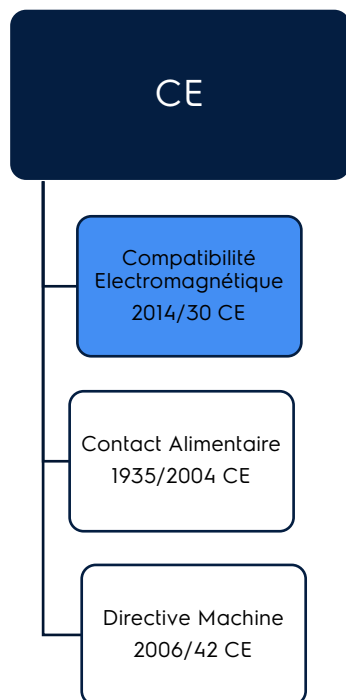 CE
Compatibilité
Electromagnétique
2014/30 CE
Contact Alimentaire
1935/2004 CE
Directive Machine
2006/42 CE